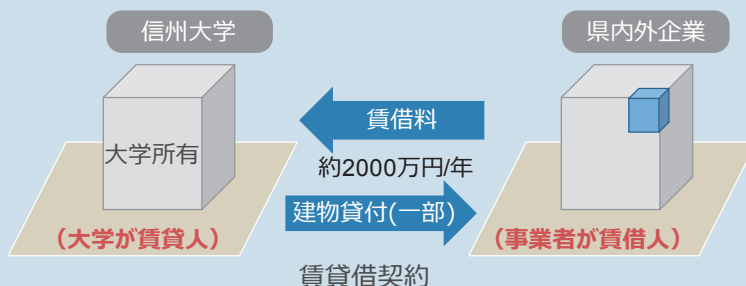 信州大学
県内外企業
賃借料
大学所有
約2000万円/年
建物貸付(一部)
（大学が賃貸人）
（事業者が賃借人）
賃貸借契約